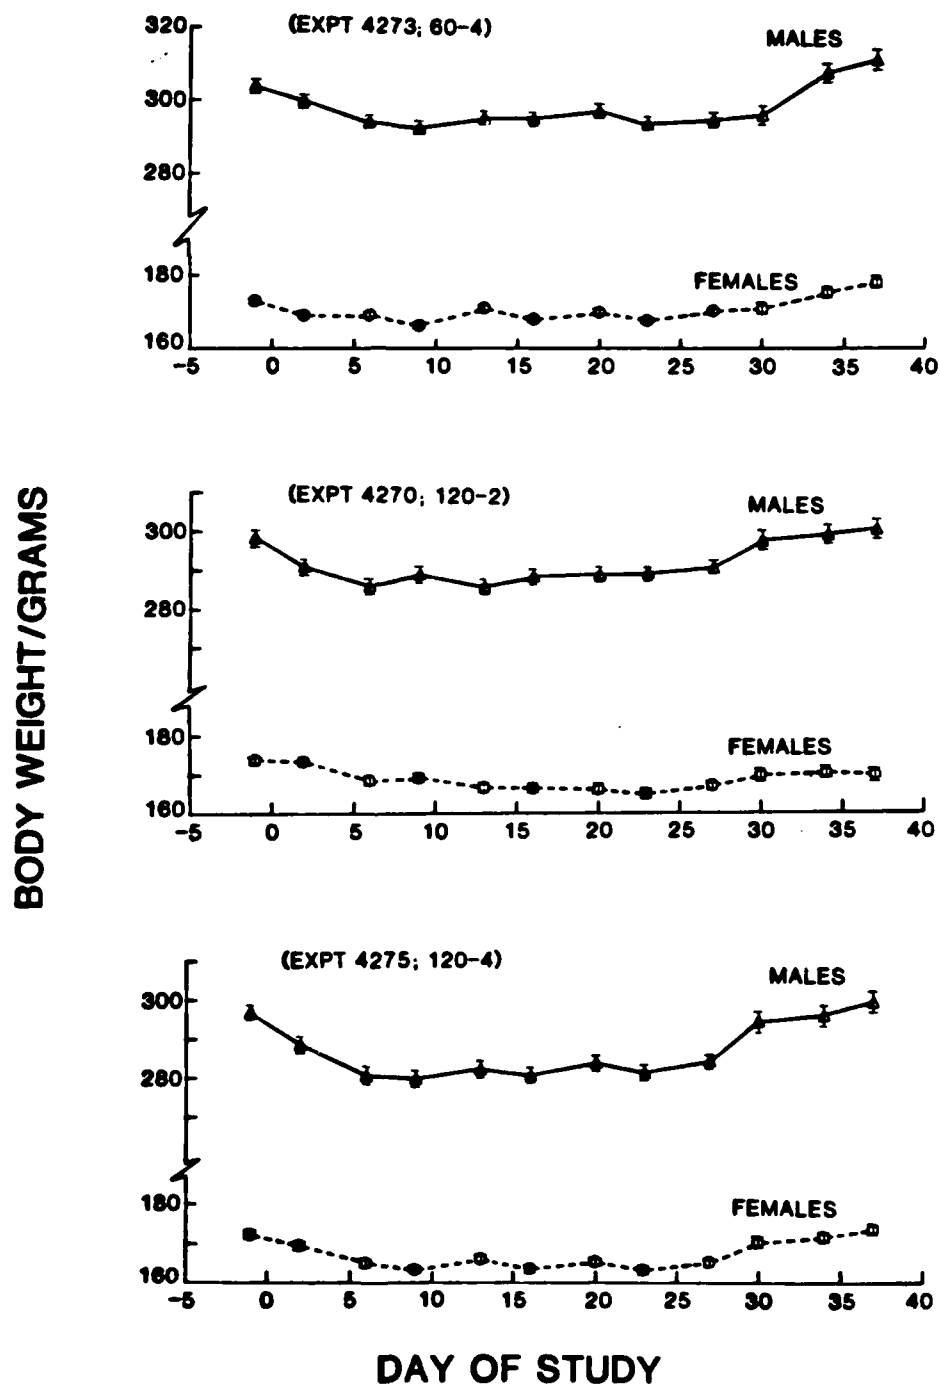 320
(EXPT 4273; 60-4)
MALES
300
280
180
FEMALES
160
-5 0 5 10 15 20 25 30 35 40
(EXPT 4270; 120-2)
MALES
300
280
180
FEMALES
160
-5 0 5 10 15 20 25 30 35 40
BODY WEIGHT/GRAMS
(EXPT 4275; 120-4)
MALES
300
280
180
FEMALES
160
-5 0 5 10 15 20 25 30 35 40
DAY OF STUDY